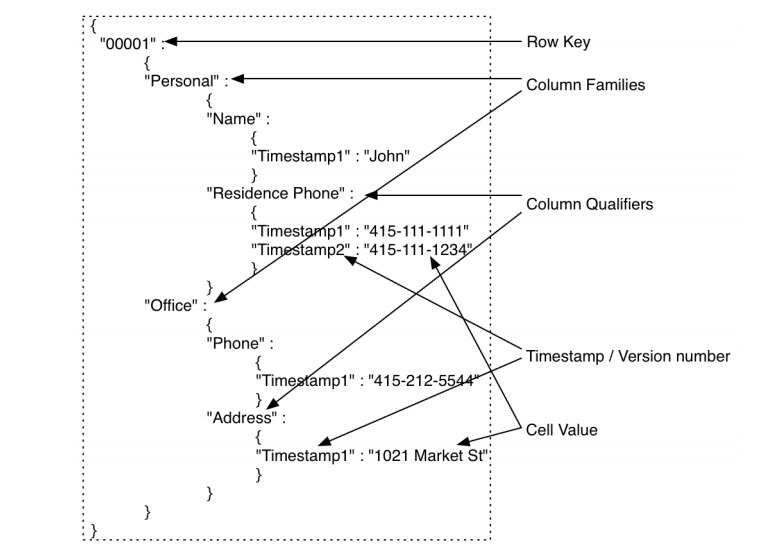 {
"00001" :
Row Key
{
"Personal" :
Column Families
{
"Name" :
{
"Timestamp1" : "John"
}
"Residence Phone" :
Column Qualifiers
{
"Timestamp1" : "415-111-1111"
"Timestamp2" : "415-111-1234"
}
}
"Office" :
{
"Phone" :
Timestamp / Version number
{
"Timestamp1" : "415-212-5544"
}
"Address" :
Cell Value
{
"Timestamp1" : "1021 Market St"
}
}
}
}